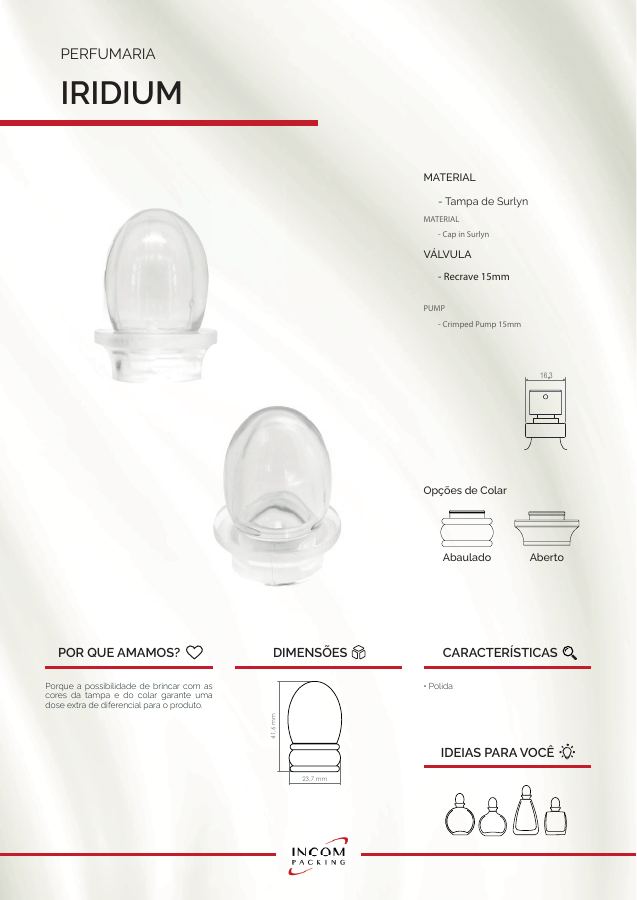 PERFUMARIA
IRIDIUM
MATERIAL
- Tampa de Surlyn
MATERIAL
- Cap in Surlyn
VÁLVULA
- Recrave 15mm
PUMP
- Crimped Pump 15mm
16,3
Opções de Colar
Abaulado
Aberto
POR QUE AMAMOS?
Porque a possibilidade de brincar com as
cores da tampa e do colar garante uma
dose extra de diferencial para o produto.
DIMENSÕES
41,6 mm
23,7 mm
CARACTERÍSTICAS
• Polida
IDEIAS PARA VOCÊ
INCOM
PACKING